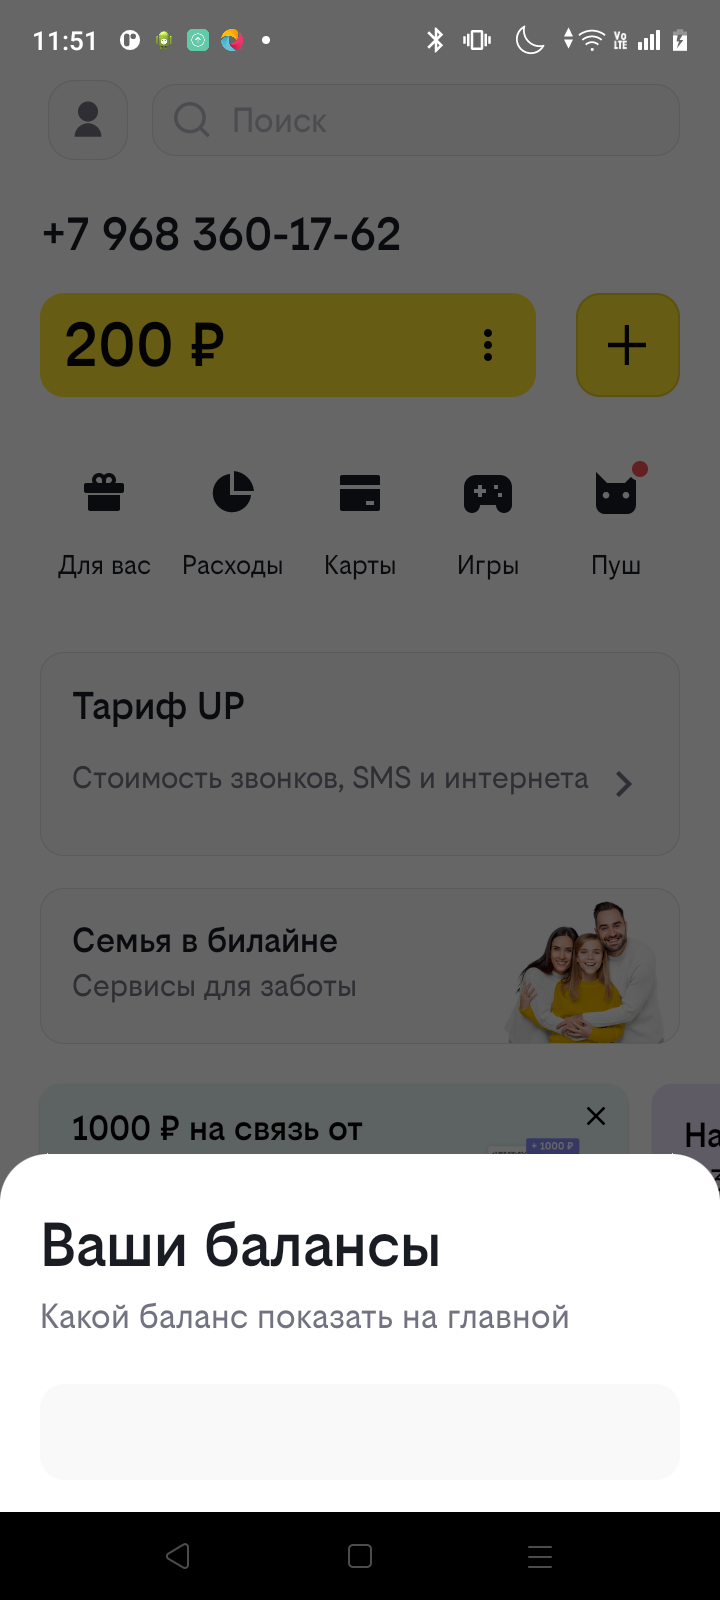 11:51
Vo
LTE
Поиск
+7 968 360-17-62
200 ₽
Для вас
Расходы
Карты
Игры
Пуш
Тариф UP
Стоимость звонков, SMS и интернета
Семья в билайне
Сервисы для заботы
1000 ₽ на связь от
+ 1000 ₽
На
Ваши балансы
Какой баланс показать на главной